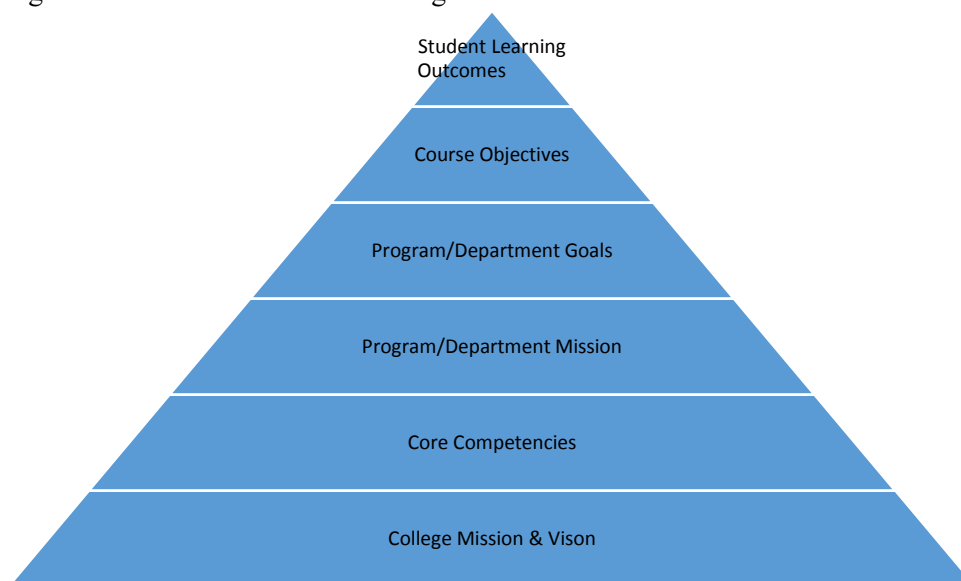 Student Learning
Outcomes
Course Objectives
Program/Department Goals
Program/Department Mission
Core Competencies
College Mission & Vison